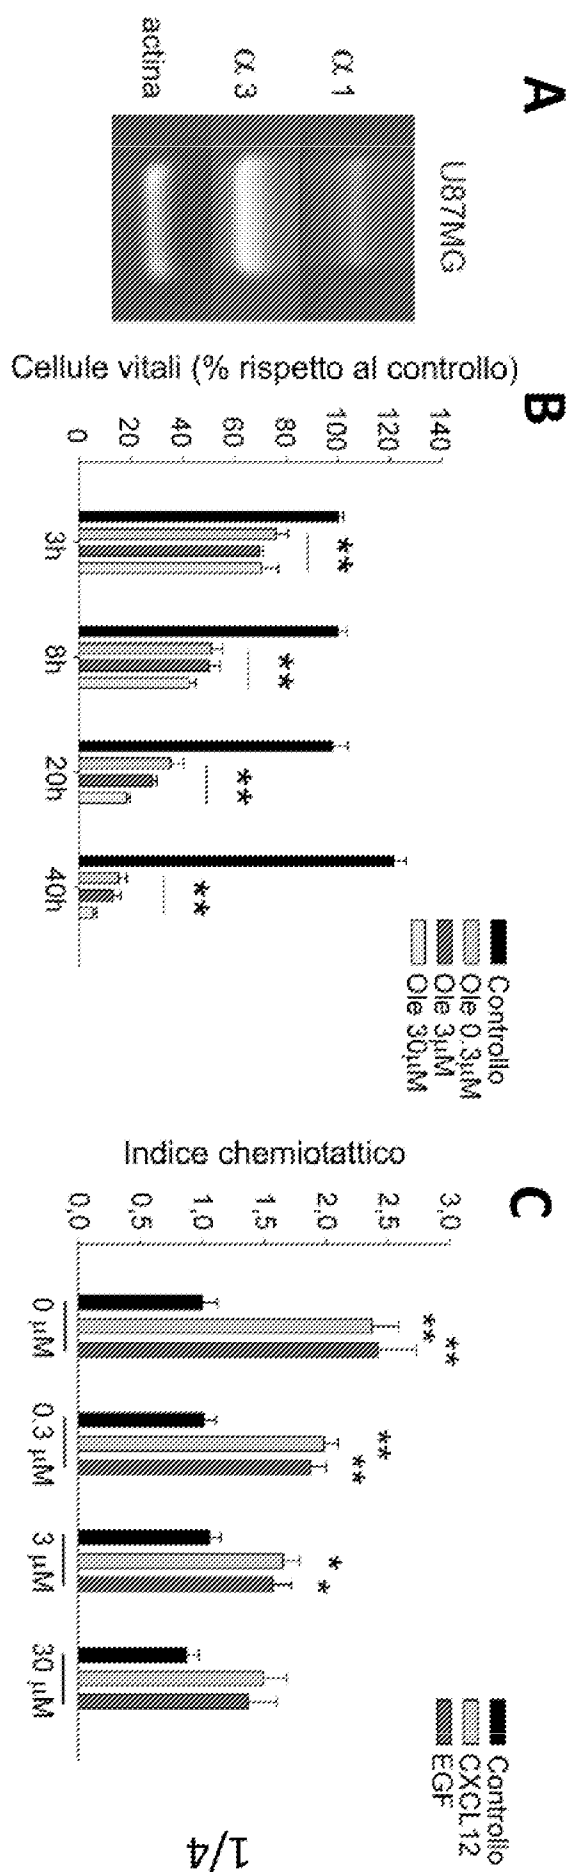 A
U87MG
α 1
α 3
actina
B
Cellule vitali (% rispetto al controllo)
140
120
100
80
60
40
20
0
** ** ** **
3h 8h 20h 40h
Controllo
Ole 0.3µM
Ole 3µM
Ole 30µM
C
Indice chemiotattico
3,0
2,5
2,0
1,5
1,0
0,5
0,0
** ** ** ** * *
0 µM 0.3 µM 3 µM 30 µM
Controllo
CXCL12
EGF
1/4